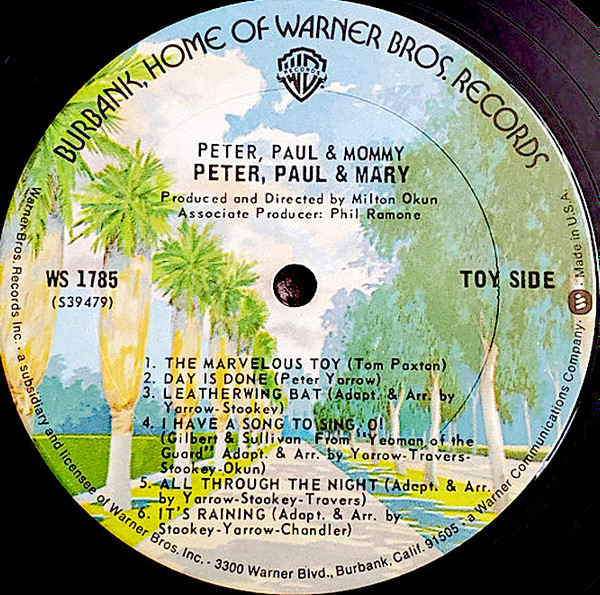 BURBANK, HOME OF WARNER BROS. RECORDS
WB
RECORDS
PETER, PAUL & MOMMY
PETER, PAUL & MARY
Produced and Directed by Milton Okun
Associate Producer: Phil Ramone
WS 1785
(S39479)
TOY SIDE
1. THE MARVELOUS TOY (Tom Paxton)
2. DAY IS DONE (Peter Yarrow)
3. LEATHERWING BAT (Adapt. & Arr. by
Yarrow-Stookey)
4. I HAVE A SONG TO SING, O!
(Gilbert & Sullivan From "Yeoman of the
Guard" Adapt. & Arr. by Yarrow-Travers-
Stookey-Okun)
5. ALL THROUGH THE NIGHT (Adapt. & Arr.
by Yarrow-Stookey-Travers)
6. IT'S RAINING (Adapt. & Arr. by
Stookey-Yarrow-Chandler)
Warner Bros. Records Inc. • a subsidiary and licensee of Warner Bros. Inc. • 3300 Warner Blvd., Burbank, Calif. 91505 • a Warner Communications Company • Made in U.S.A.